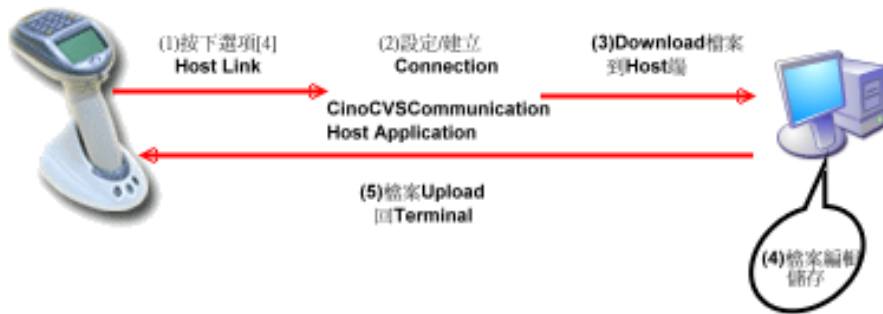 (1)按下選項[4]
Host Link
(2)設定/建立
Connection
(3)Download檔案
到Host端
CinoCVSCommunication
Host Application
(5)檔案Upload
回Terminal
(4)檔案編輯
儲存